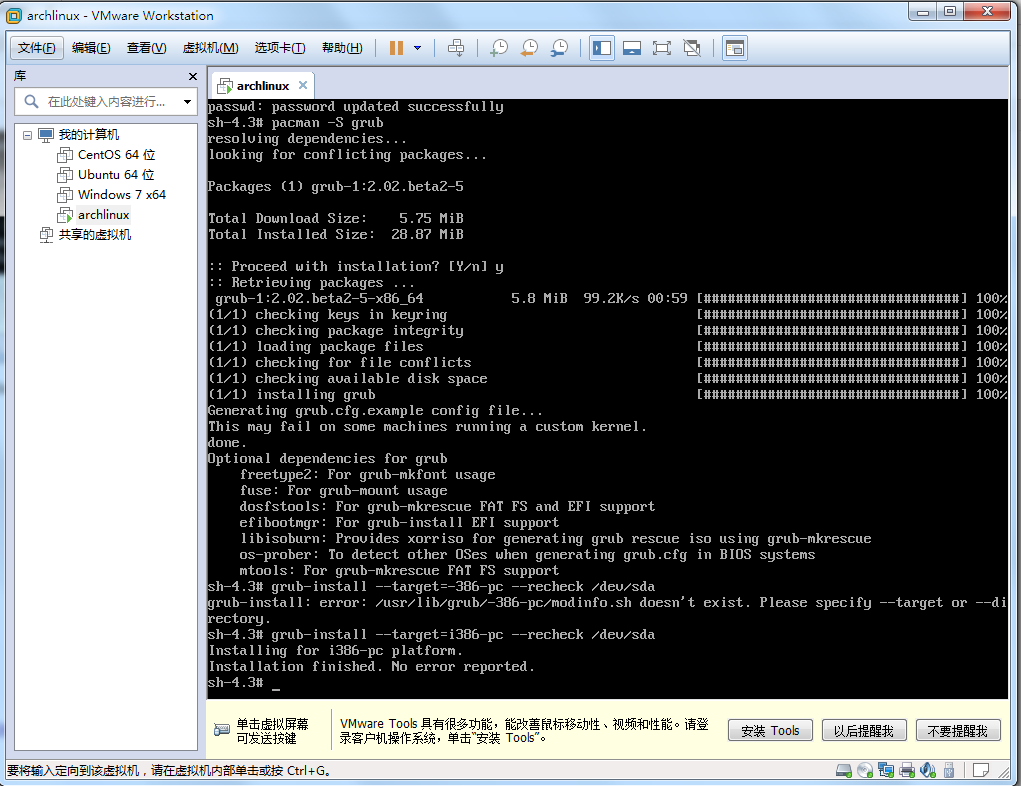 archlinux - VMware Workstation
文件(F) 编辑(E) 查看(V) 虚拟机(M) 选项卡(T) 帮助(H)
库
在此处键入内容进行...
我的计算机
CentOS 64 位
Ubuntu 64 位
Windows 7 x64
archlinux
共享的虚拟机
archlinux
passwd: password updated successfully
sh-4.3# pacman -S grub
resolving dependencies...
looking for conflicting packages...
Packages (1) grub-1:2.02.beta2-5
Total Download Size:    5.75 MiB
Total Installed Size:  28.87 MiB
:: Proceed with installation? [Y/n] y
:: Retrieving packages ...
grub-1:2.02.beta2-5-x86_64           5.8 MiB  99.2K/s 00:59 [################################] 100%
(1/1) checking keys in keyring                               [################################] 100%
(1/1) checking package integrity                             [################################] 100%
(1/1) loading package files                                  [################################] 100%
(1/1) checking for file conflicts                            [################################] 100%
(1/1) checking available disk space                          [################################] 100%
(1/1) installing grub                                        [################################] 100%
Generating grub.cfg.example config file...
This may fail on some machines running a custom kernel.
done.
Optional dependencies for grub
freetype2: For grub-mkfont usage
fuse: For grub-mount usage
dosfstools: For grub-mkrescue FAT FS and EFI support
efibootmgr: For grub-install EFI support
libisoburn: Provides xorriso for generating grub rescue iso using grub-mkrescue
os-prober: To detect other OSes when generating grub.cfg in BIOS systems
mtools: For grub-mkrescue FAT FS support
sh-4.3# grub-install --target=-386-pc --recheck /dev/sda
grub-install: error: /usr/lib/grub/-386-pc/modinfo.sh doesn't exist. Please specify --target or --di
rectory.
sh-4.3# grub-install --target=i386-pc --recheck /dev/sda
Installing for i386-pc platform.
Installation finished. No error reported.
sh-4.3# _
单击虚拟屏幕
可发送按键
VMware Tools 具有很多功能，能改善鼠标移动性、视频和性能。请登
录客户机操作系统，单击“安装 Tools”。
安装 Tools 以后提醒我 不要提醒我
要将输入定向到该虚拟机，请在虚拟机内部单击或按 Ctrl+G。